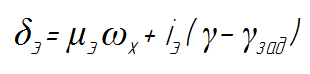 δэ = μэωx + iэ(γ − γзад)